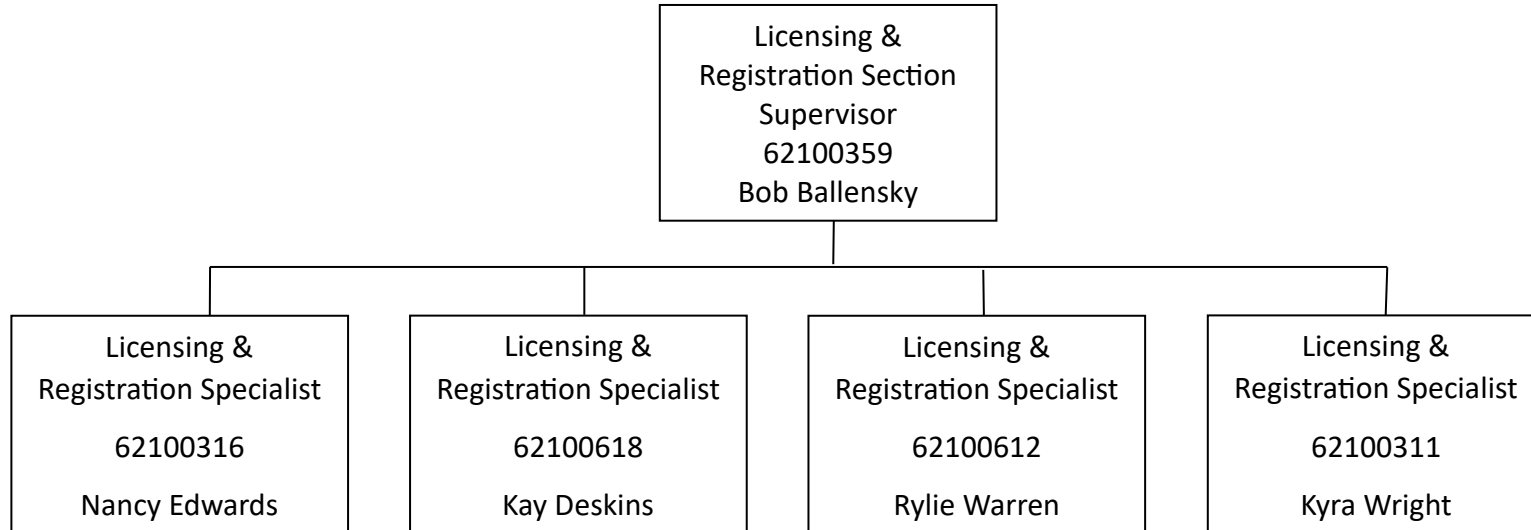 Licensing &
Registration Section
Supervisor
62100359
Bob Ballensky
Licensing &
Registration Specialist
62100316
Nancy Edwards
Licensing &
Registration Specialist
62100618
Kay Deskins
Licensing &
Registration Specialist
62100612
Rylie Warren
Licensing &
Registration Specialist
62100311
Kyra Wright